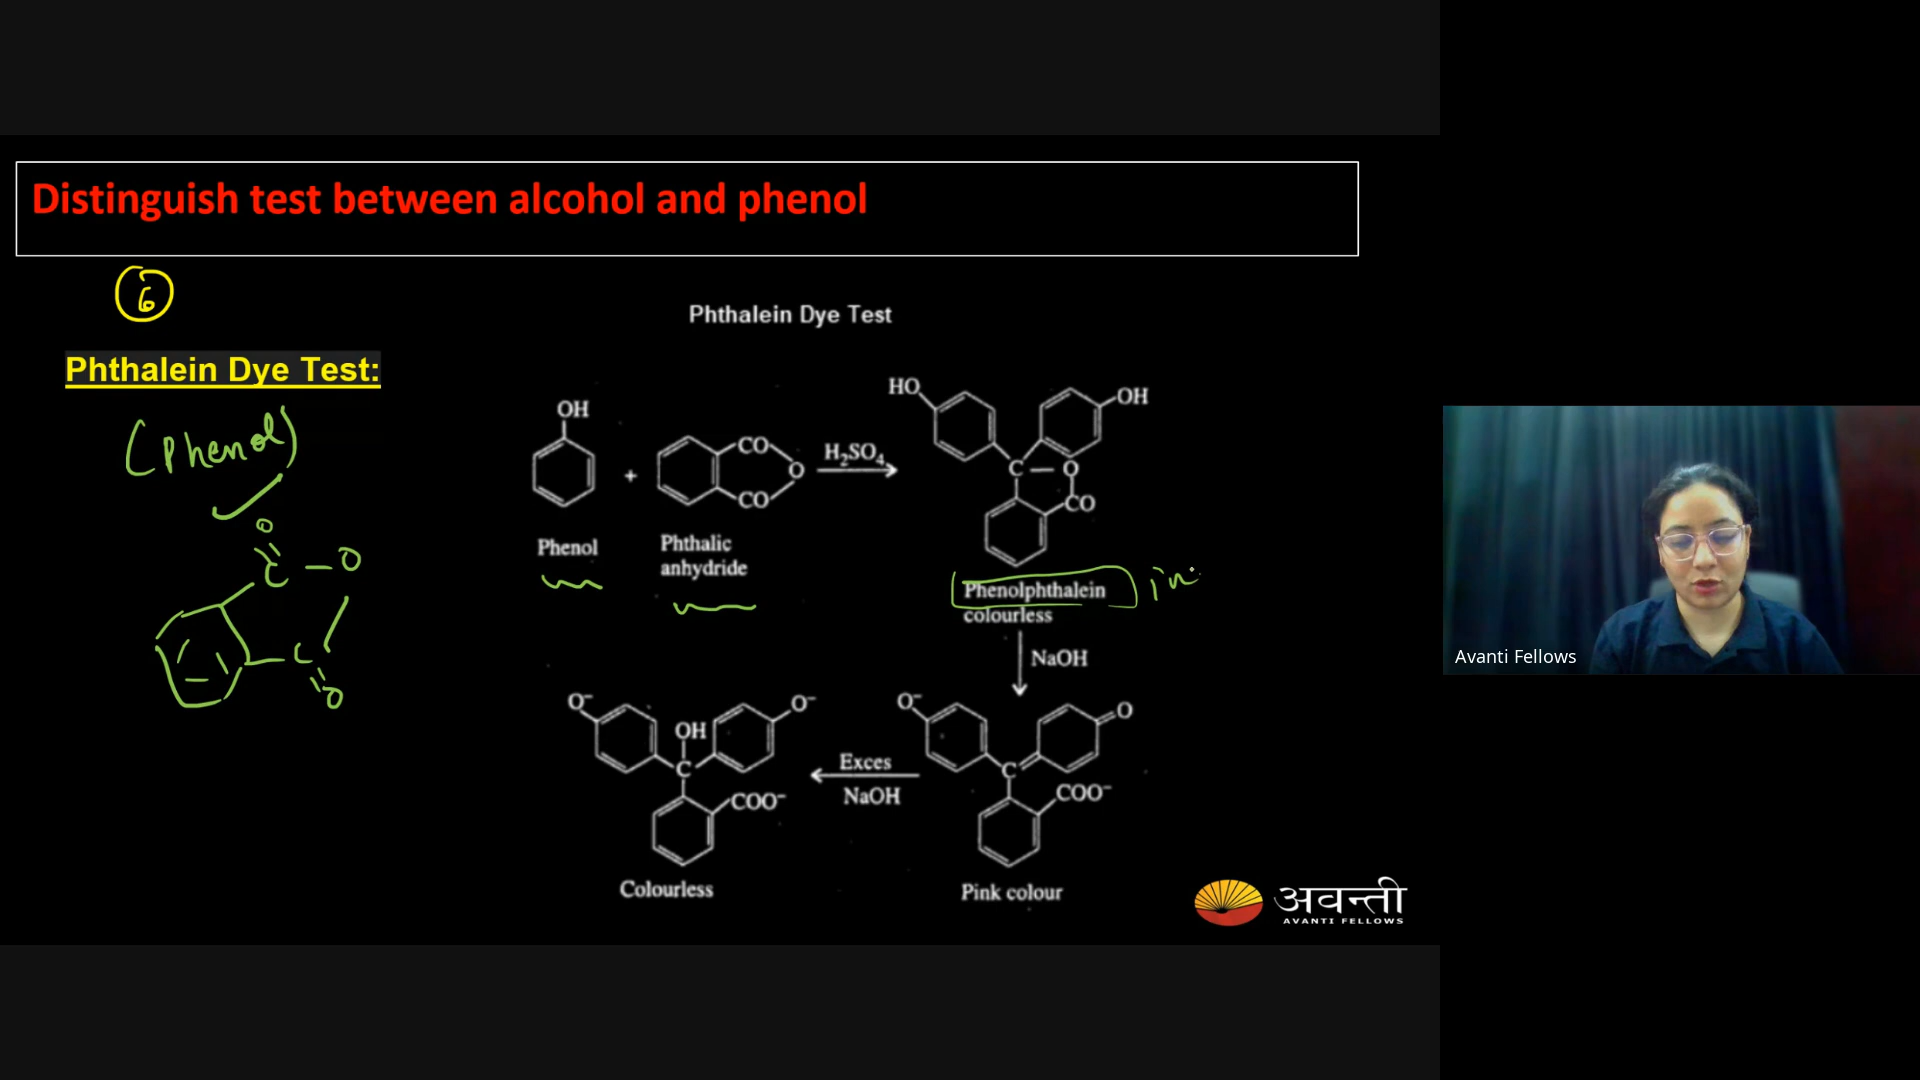 Distinguish test between alcohol and phenol
6
Phthalein Dye Test
Phthalein Dye Test:
(Phenol)
OH
CO
O
CO
+
H₂SO₄
HO
OH
C — O
CO
Phenol
Phthalic
anhydride
Phenolphthalein
colourless
in
O
C – O
C
O
NaOH
O⁻
OH
O⁻
C
COO⁻
Exces
NaOH
O⁻
O
C
COO⁻
Colourless
Pink colour
अवन्ती
AVANTI FELLOWS
Avanti Fellows